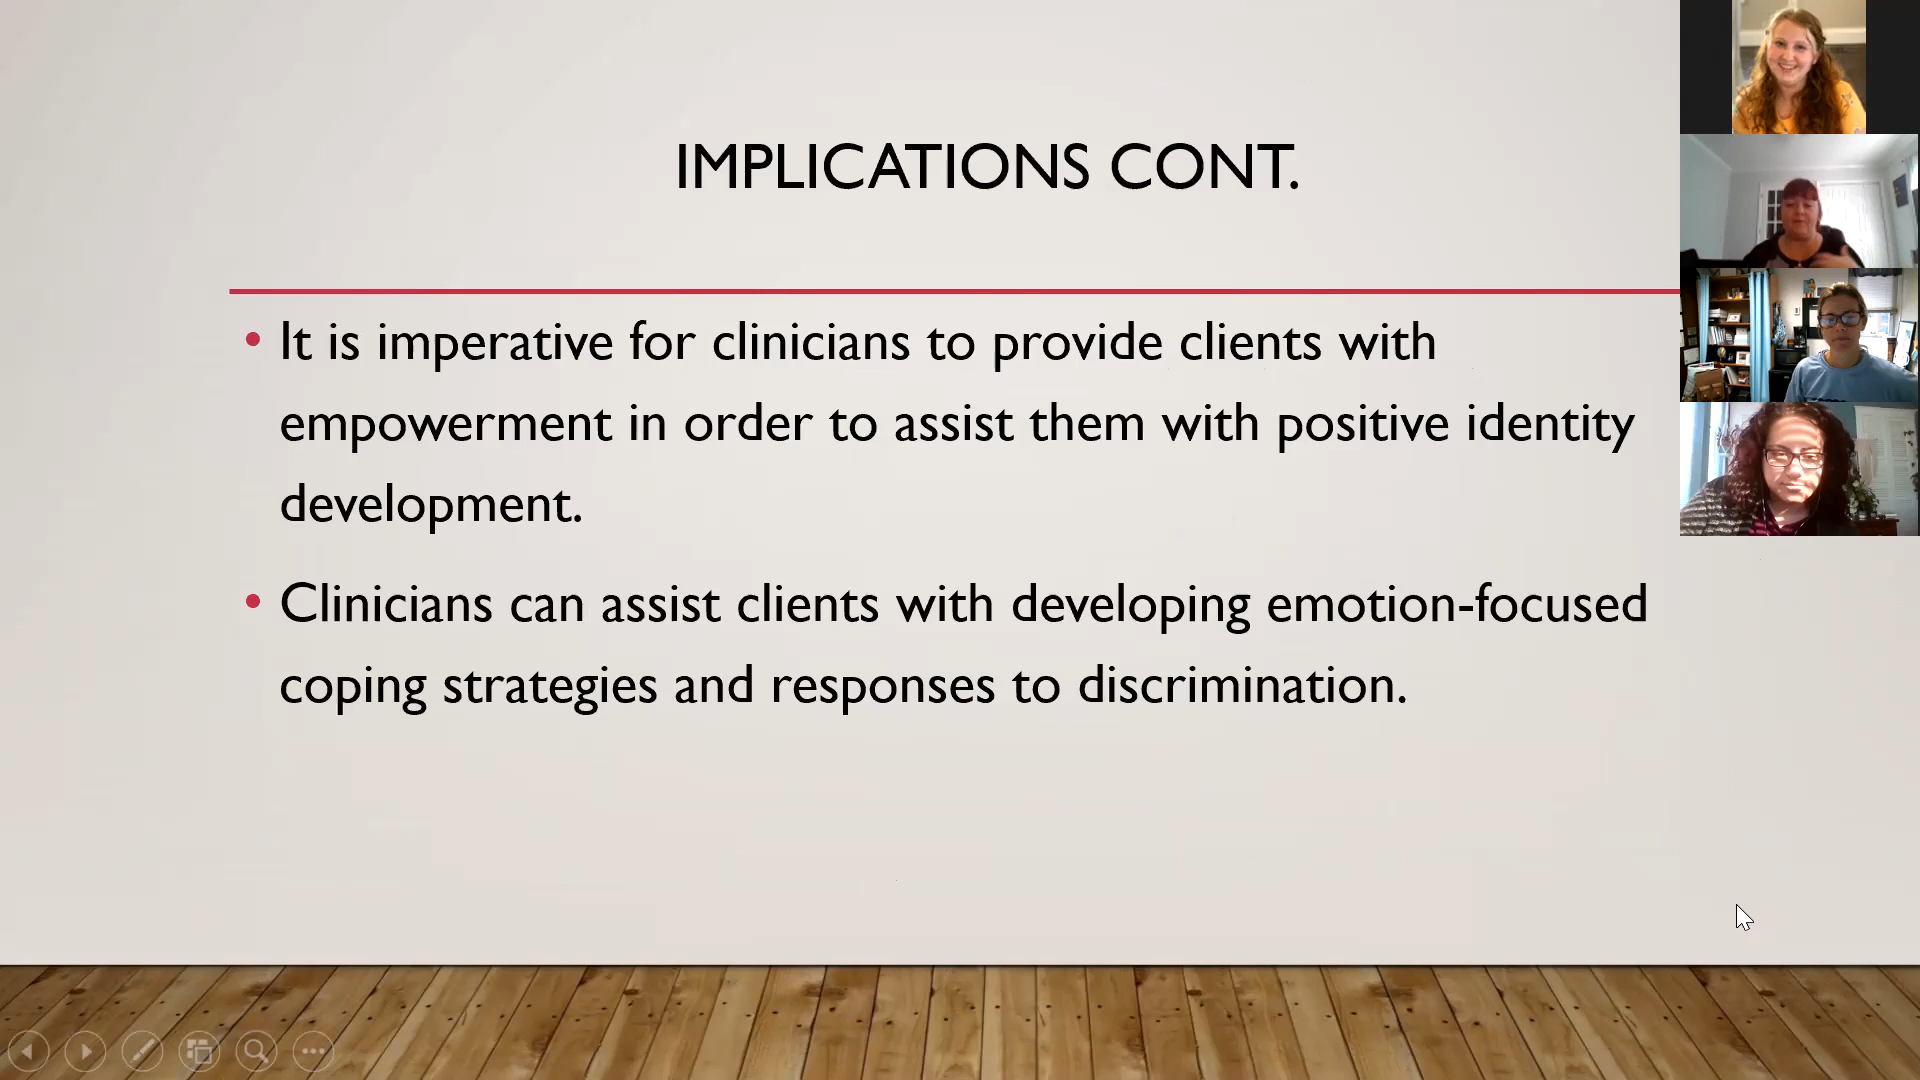 IMPLICATIONS CONT.
• It is imperative for clinicians to provide clients with
empowerment in order to assist them with positive identity
development.
• Clinicians can assist clients with developing emotion-focused
coping strategies and responses to discrimination.